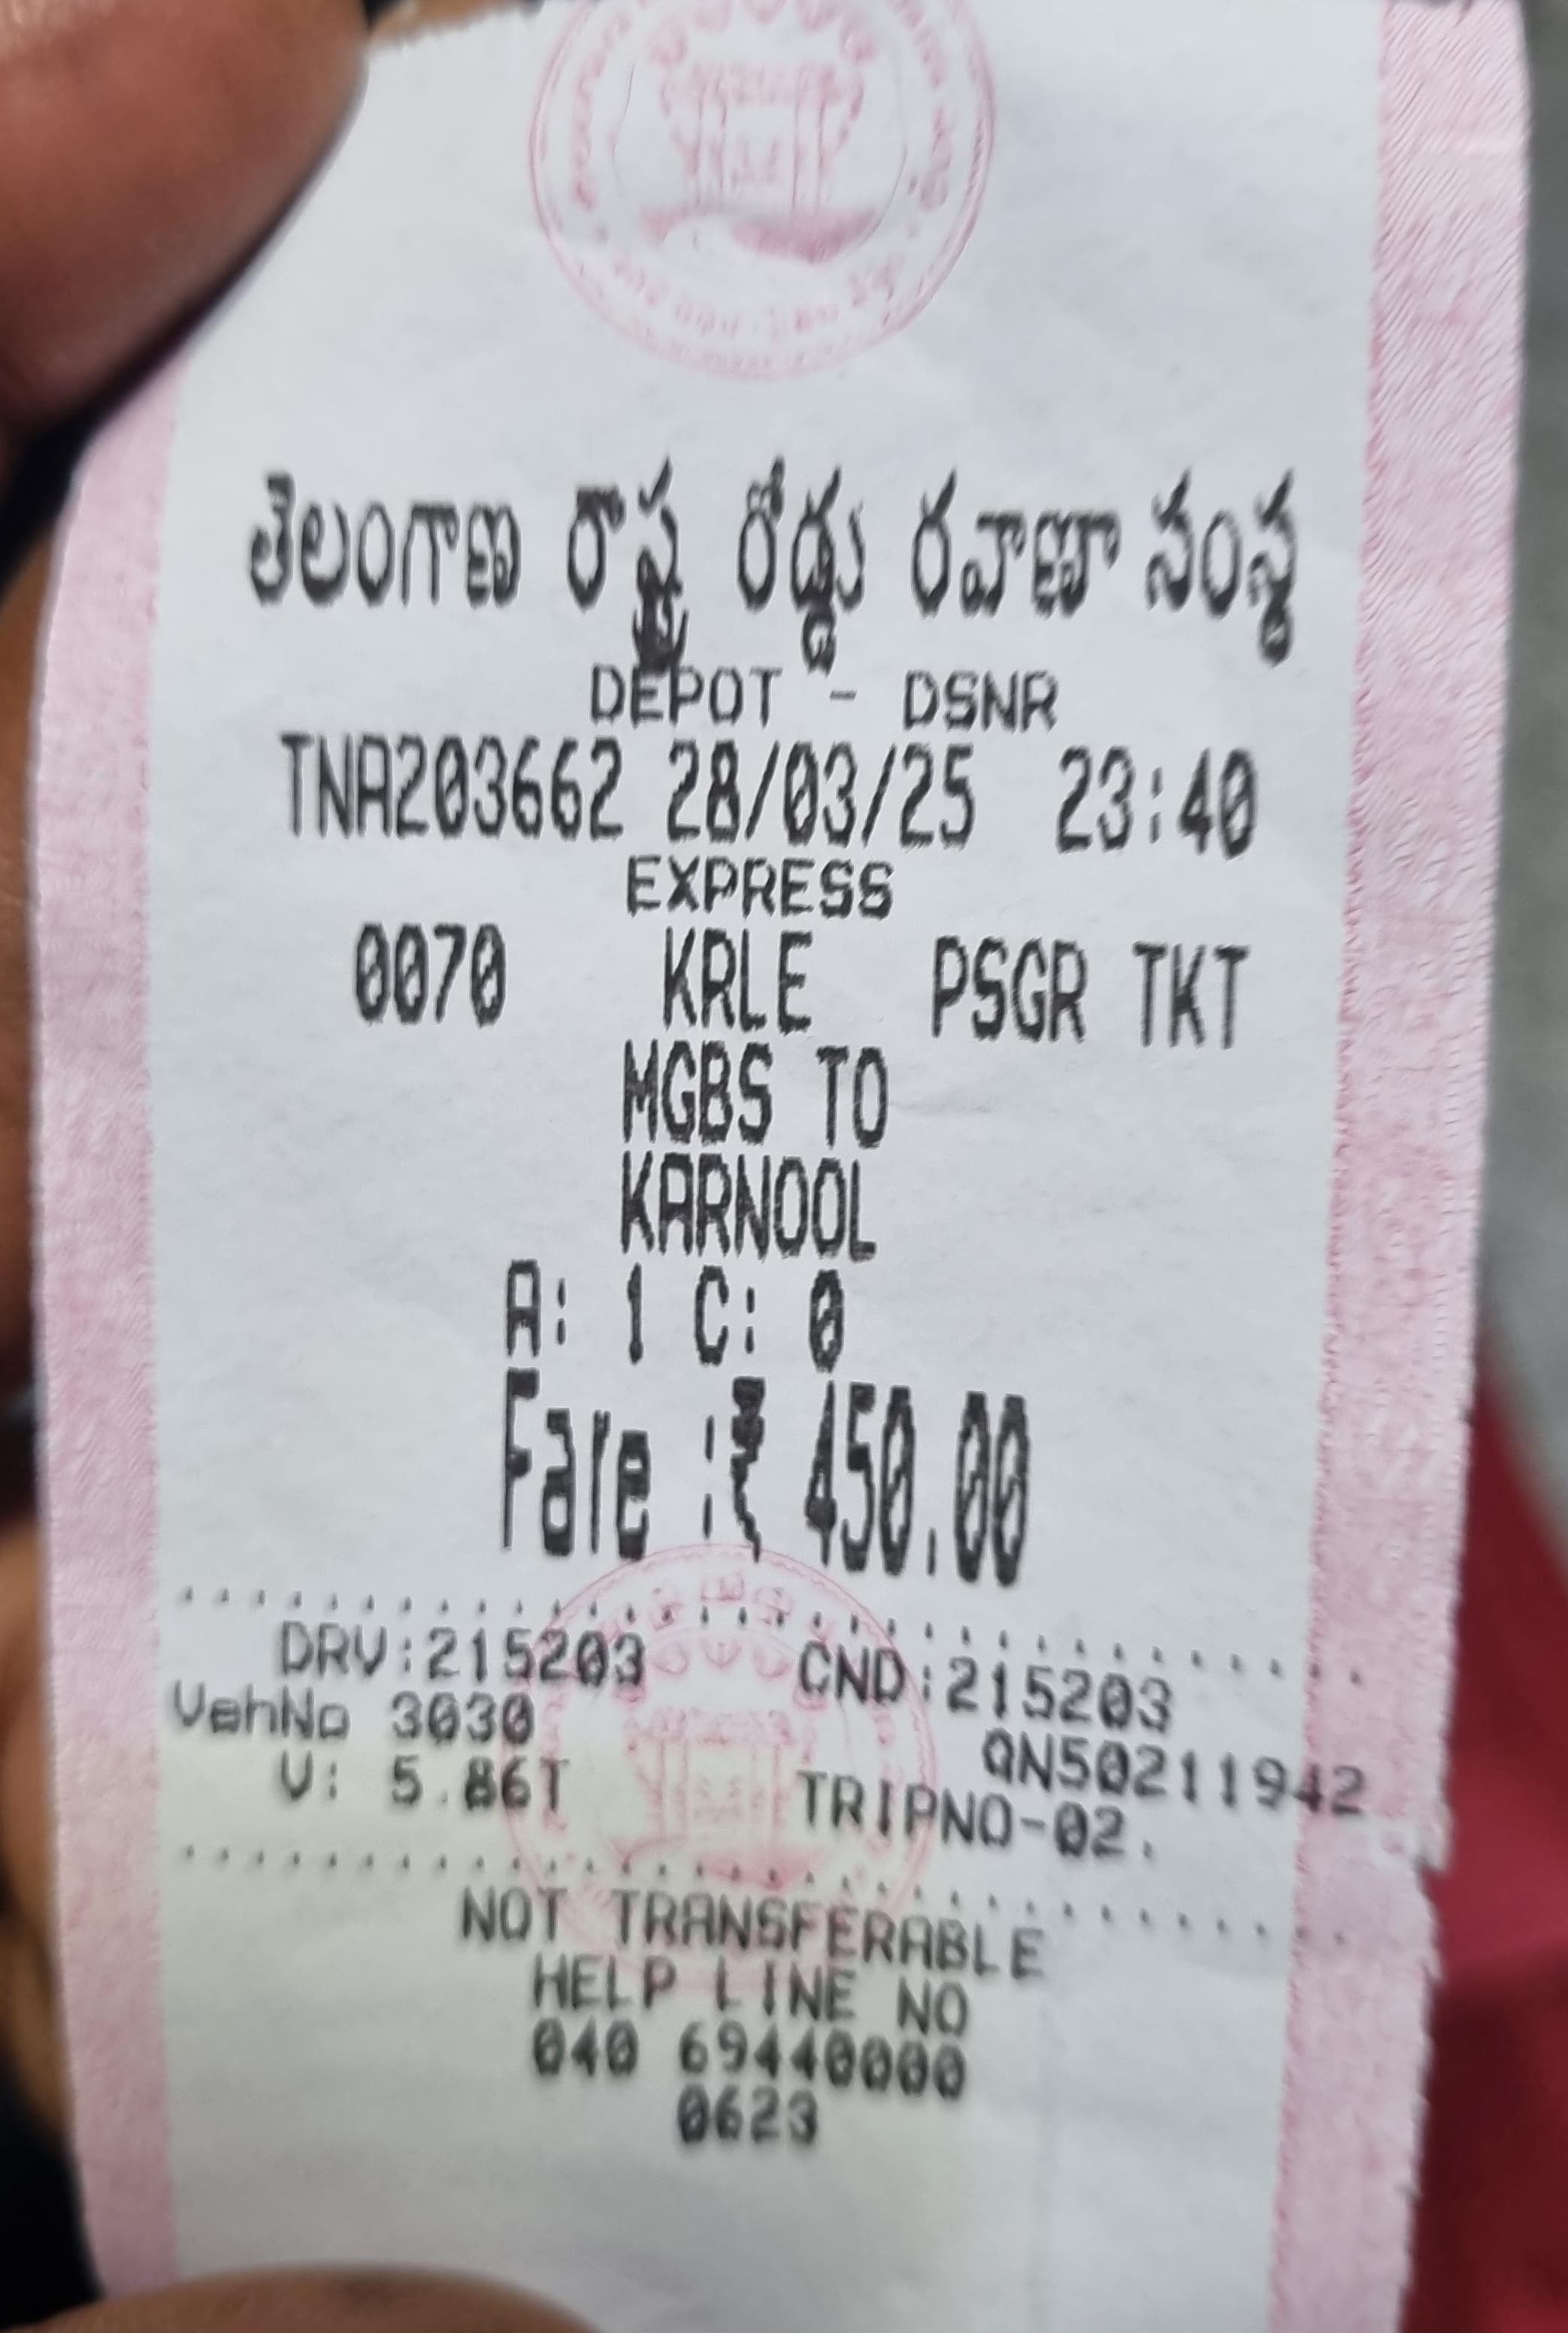 తెలంగాణ రాష్ట్ర రోడ్డు రవాణా సంస్థ
DEPOT - DSNR
TNA203662 28/03/25 23:40
EXPRESS
0070 KRLE PSGR TKT
MGBS TO
KARNOOL
A: 1 C: 0
Fare :₹ 450.00
DRV:215203 CND:215203
VehNo 3030 QN50211942
V: 5.86T TRIPNO-02.
NOT TRANSFERABLE
HELP LINE NO
040 69440000
0623